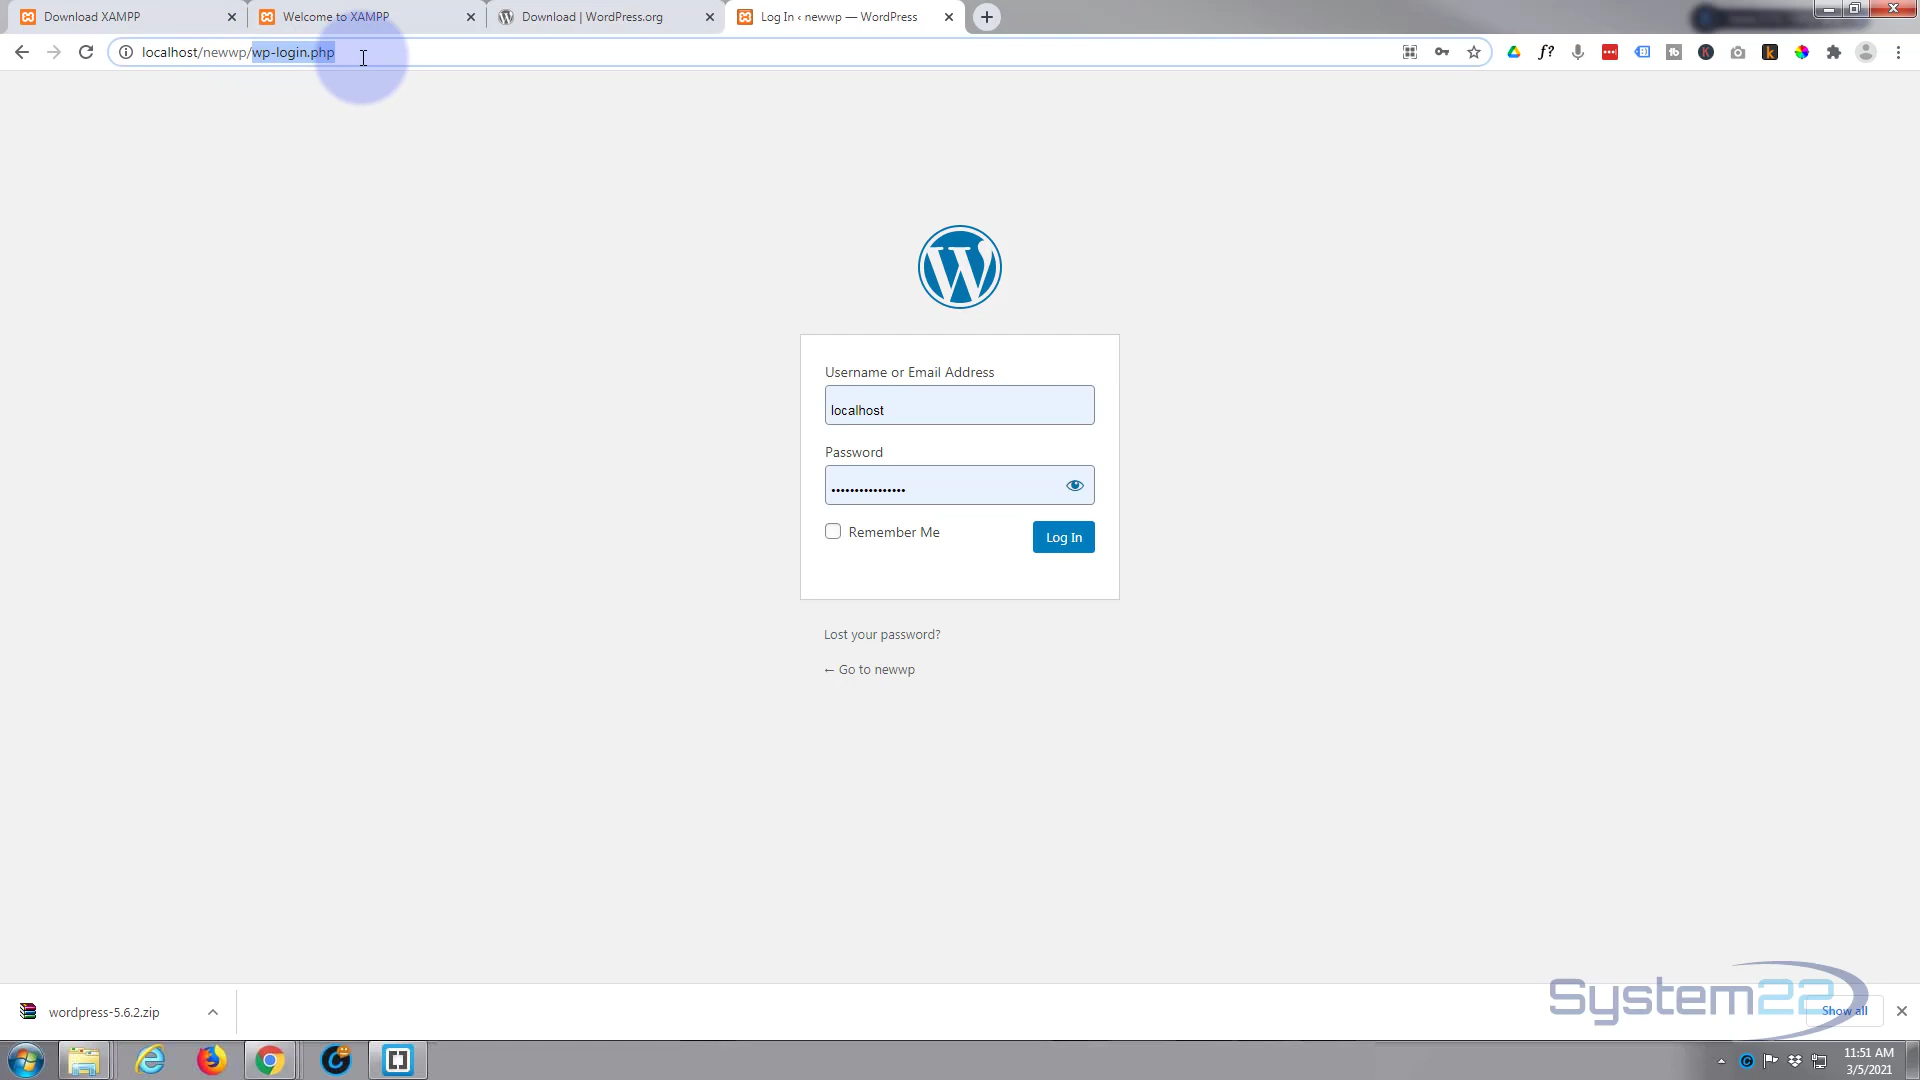 Download XAMPP
Welcome to XAMPP
Download | WordPress.org
Log In ‹ newwp — WordPress
localhost/newwp/wp-login.php
Username or Email Address
localhost
Password
••••••••••••••••
Remember Me
Log In
Lost your password?
← Go to newwp
wordpress-5.6.2.zip
System22
Show all
11:51 AM
3/5/2021